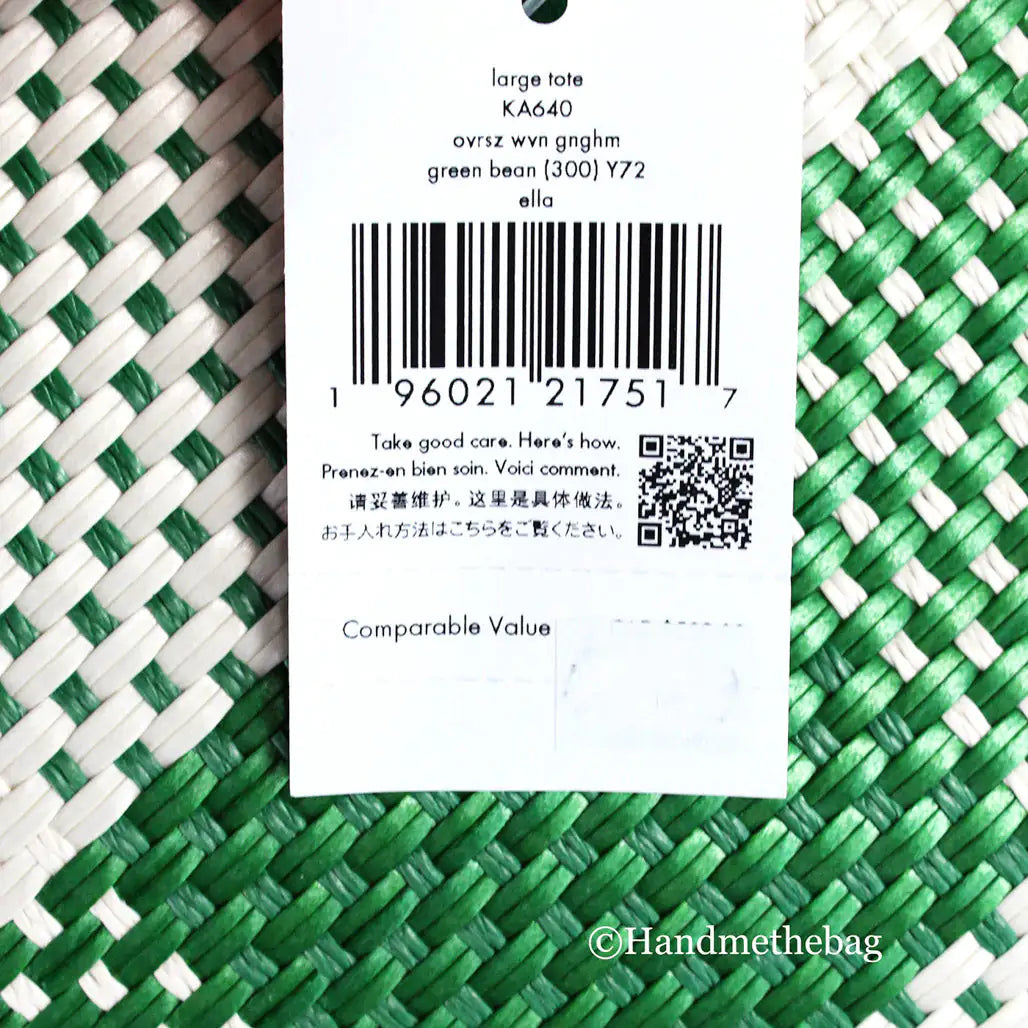 large tote
KA640
ovrsz wvn gnghm
green bean (300) Y72
ella
1 96021 21751 7
Take good care. Here's how.
Prenez-en bien soin. Voici comment.
请妥善维护。这里是具体做法。
お手入れ方法はこちらをご覧ください。
Comparable Value
©Handmethebag